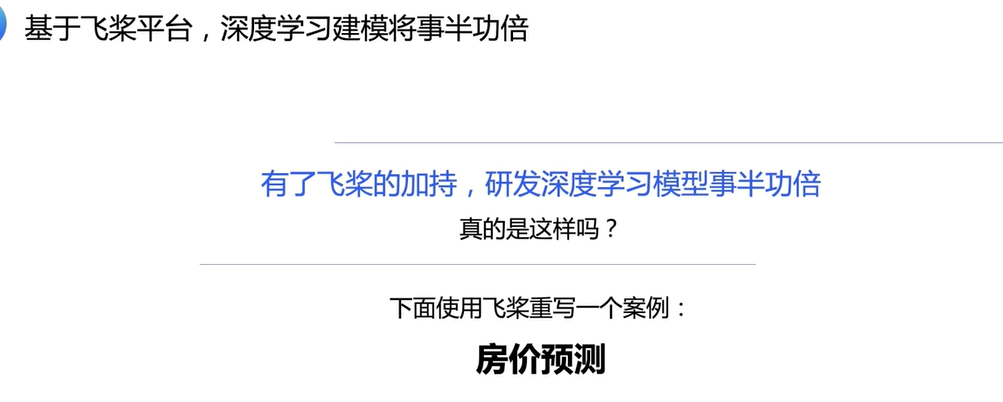 基于飞桨平台，深度学习建模将事半功倍
有了飞桨的加持，研发深度学习模型事半功倍
真的是这样吗？
下面使用飞桨重写一个案例：
房价预测